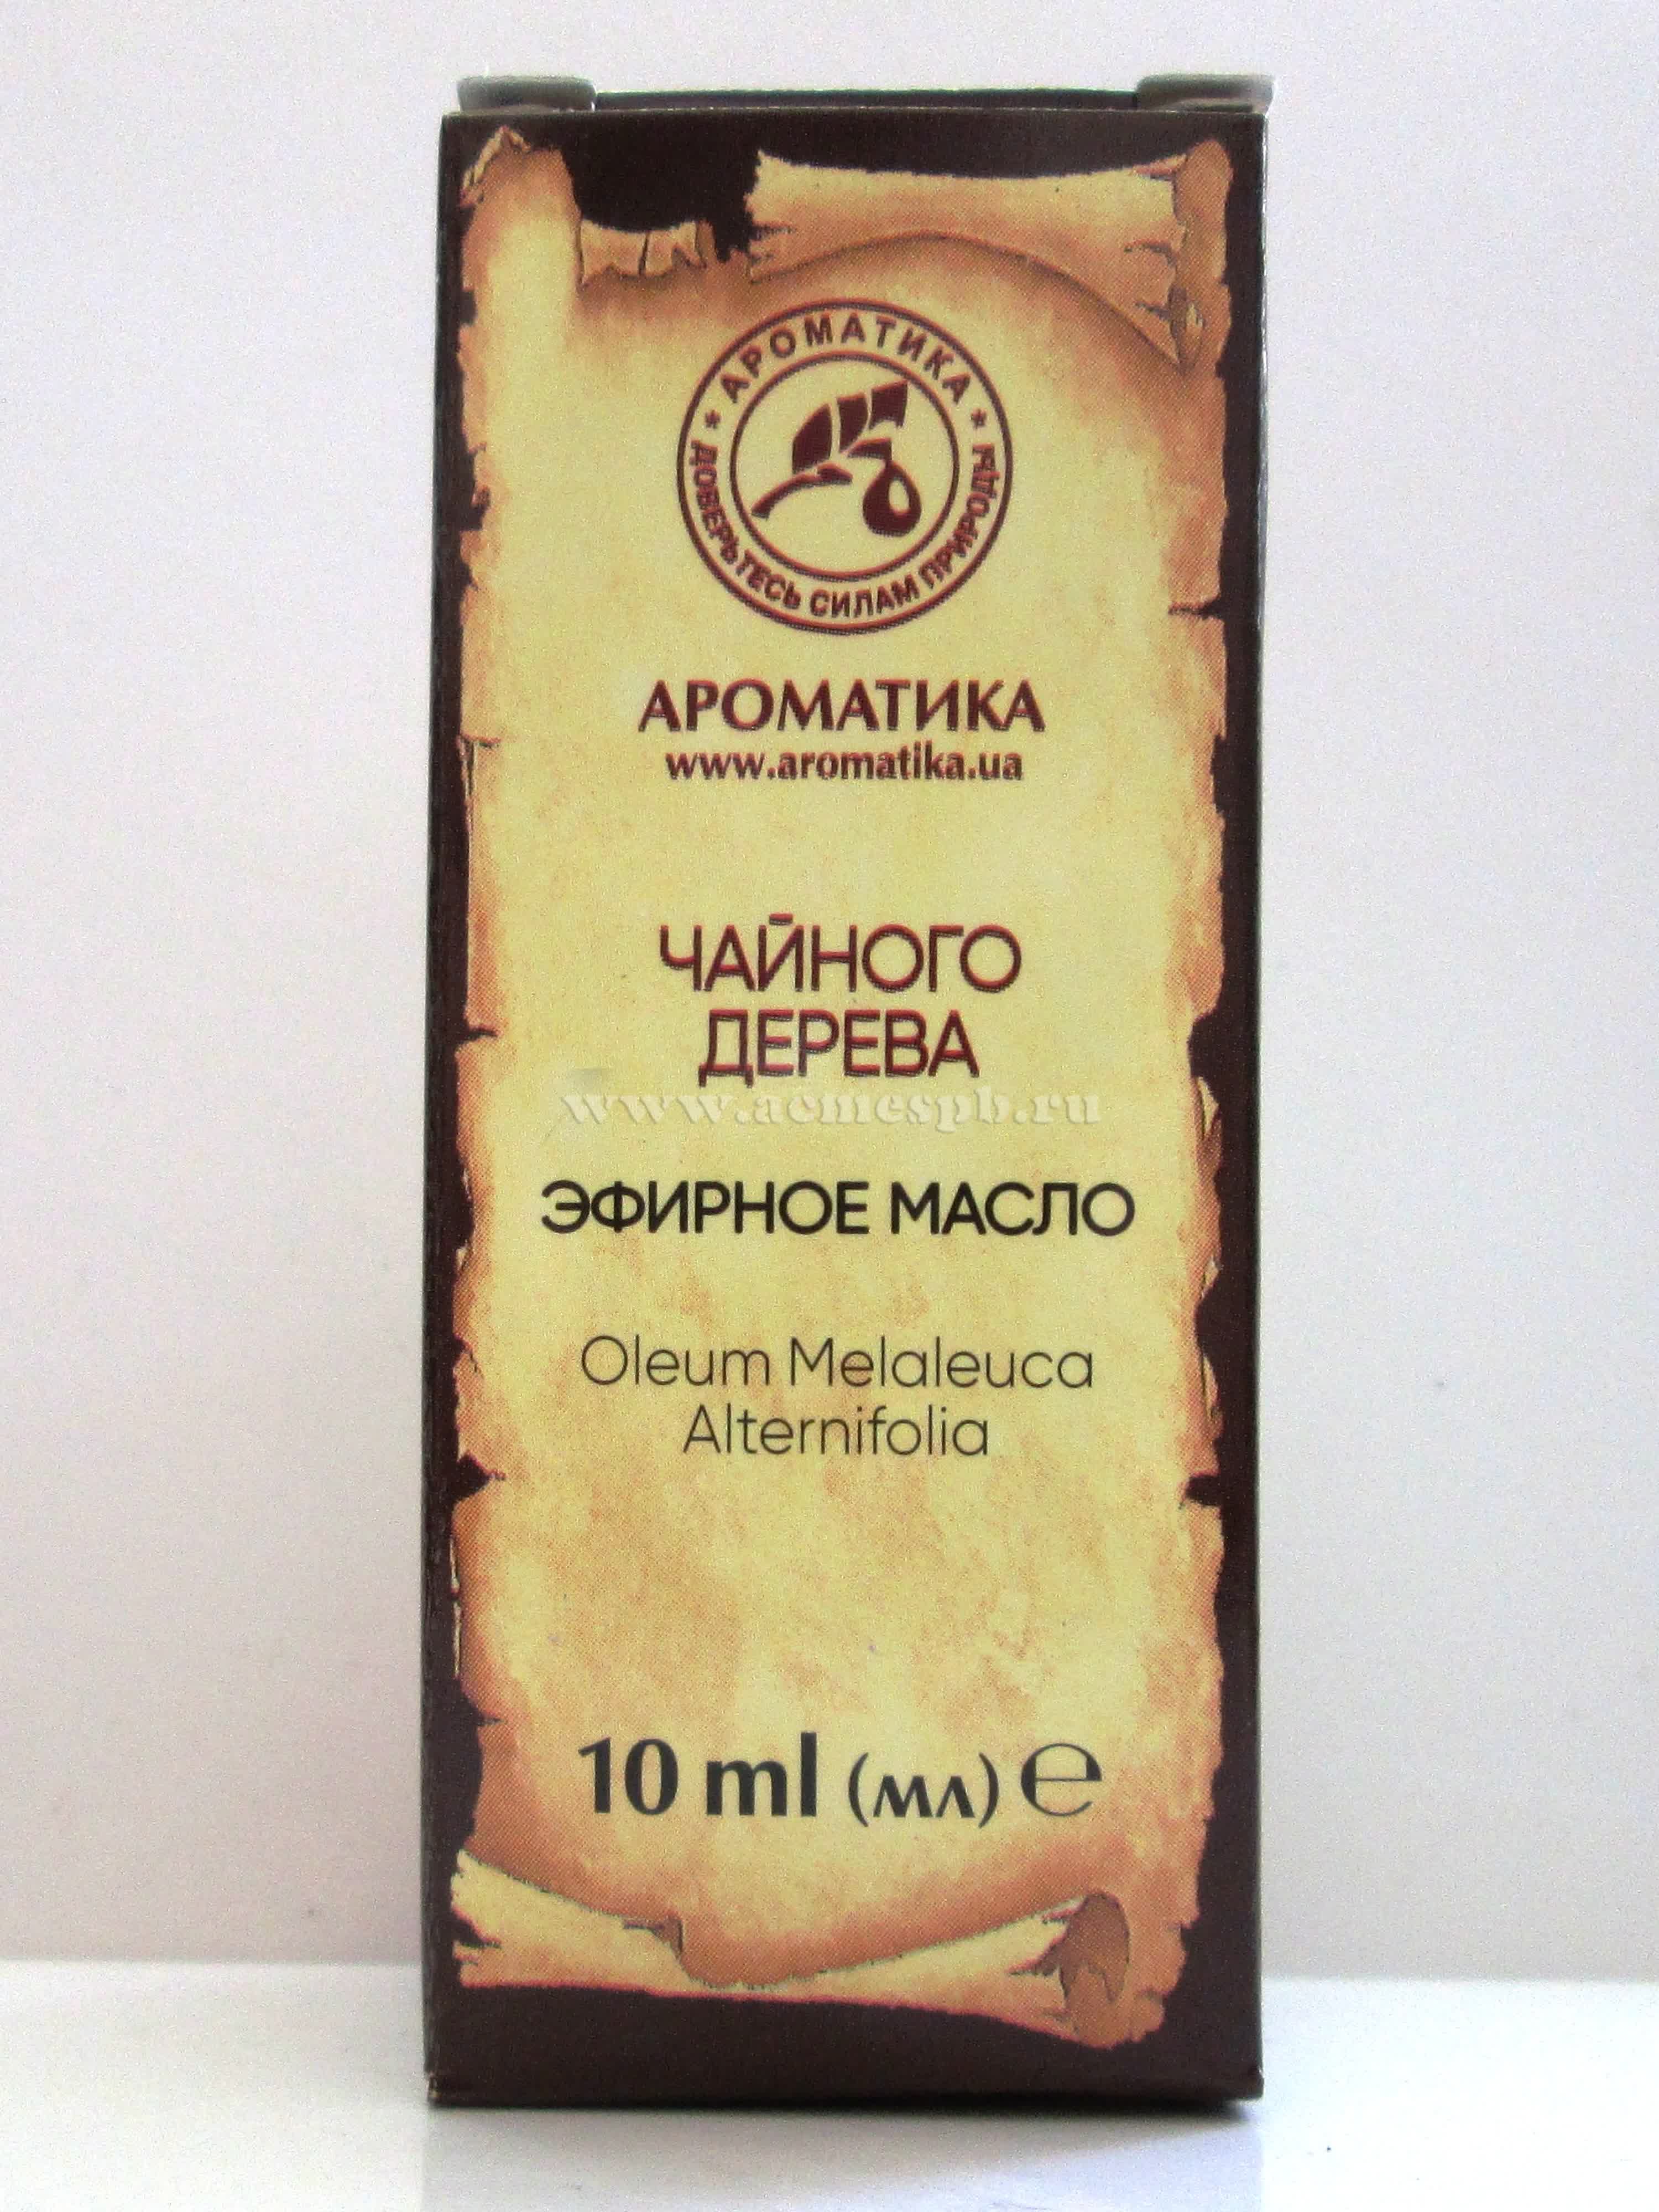 АРОМАТИКА
ДОВЕРЬТЕСЬ СИЛАМ ПРИРОДЫ
АРОМАТИКА
www.aromatika.ua
ЧАЙНОГО
ДЕРЕВА
www.acmespb.ru
ЭФИРНОЕ МАСЛО
Oleum Melaleuca
Alternifolia
10 ml (мл) ℮